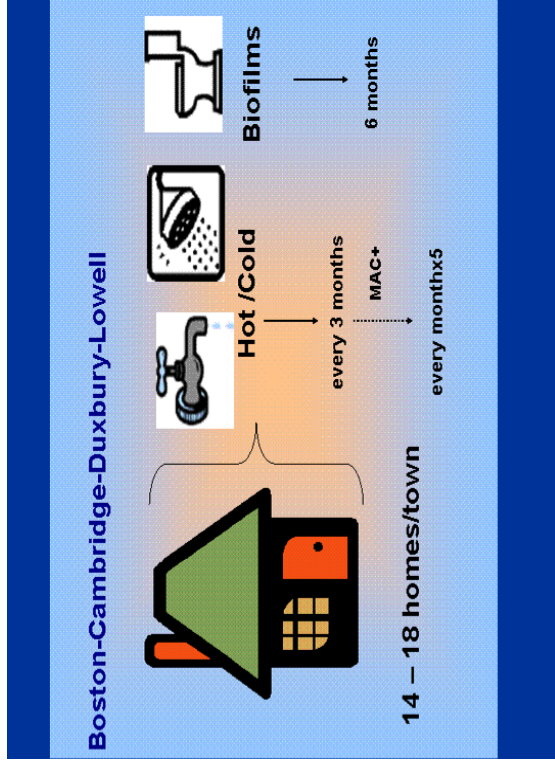 Boston-Cambridge-Duxbury-Lowell
Hot /Cold
Biofilms
every 3 months
6 months
MAC+
every monthx5
14 – 18 homes/town